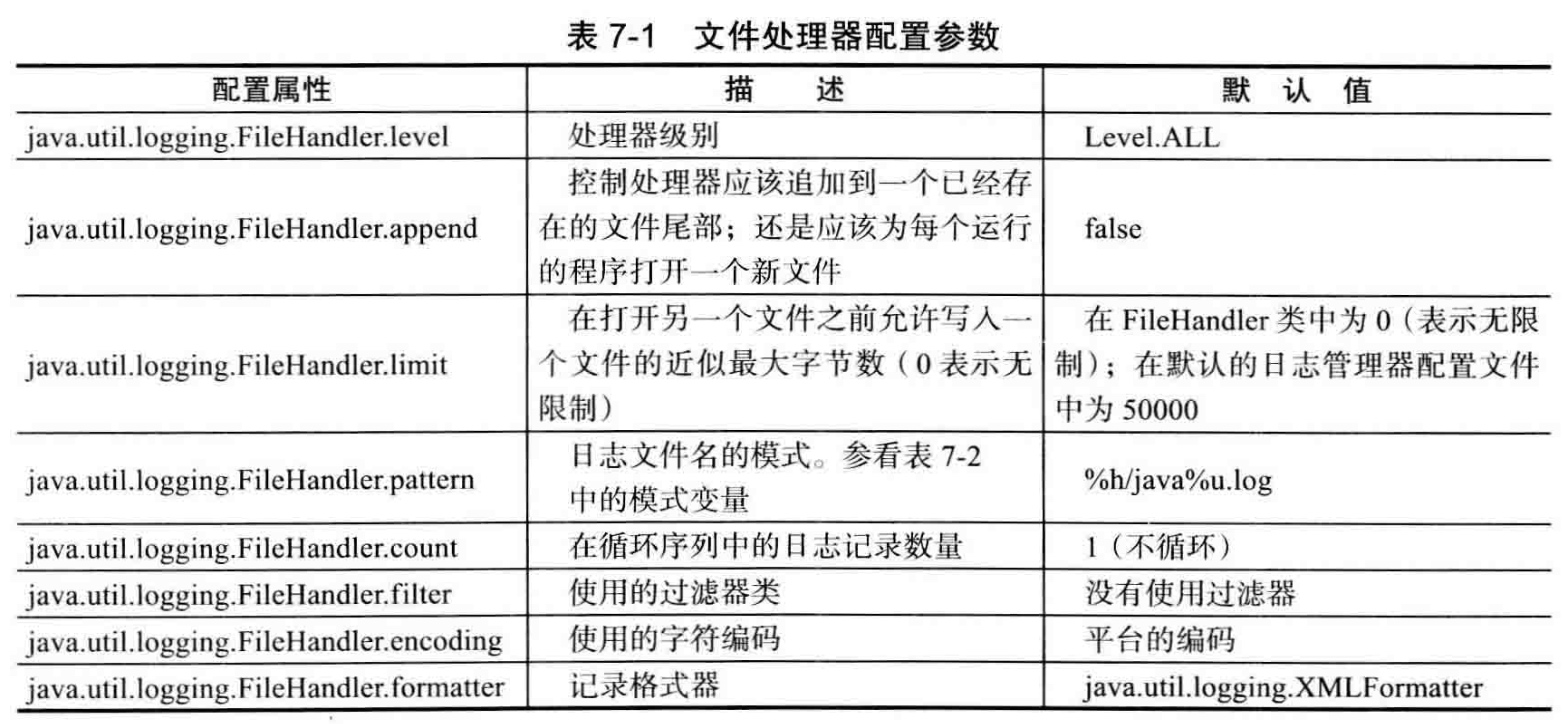 表 7-1 文件处理器配置参数
配置属性 描 述 默 认 值
java.util.logging.FileHandler.level 处理器级别 Level.ALL
java.util.logging.FileHandler.append 控制处理器应该追加到一个已经存
在的文件尾部；还是应该为每个运行
的程序打开一个新文件 false
java.util.logging.FileHandler.limit 在打开另一个文件之前允许写入一
个文件的近似最大字节数（0 表示无
限制） 在 FileHandler 类中为 0（表示无限
制）；在默认的日志管理器配置文件
中为 50000
java.util.logging.FileHandler.pattern 日志文件名的模式。参看表 7-2
中的模式变量 %h/java%u.log
java.util.logging.FileHandler.count 在循环序列中的日志记录数量 1（不循环）
java.util.logging.FileHandler.filter 使用的过滤器类 没有使用过滤器
java.util.logging.FileHandler.encoding 使用的字符编码 平台的编码
java.util.logging.FileHandler.formatter 记录格式器 java.util.logging.XMLFormatter